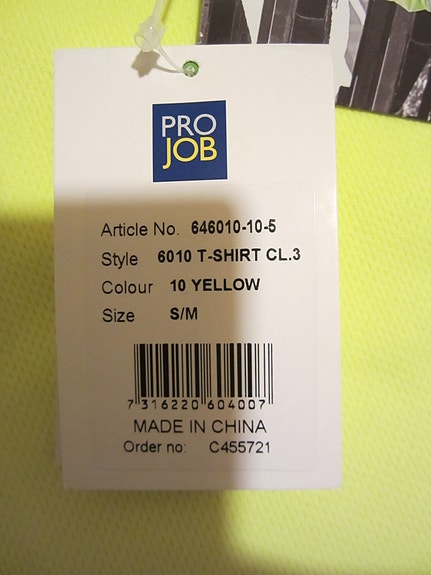 PRO
JOB
Article No. 646010-10-5
Style 6010 T-SHIRT CL.3
Colour 10 YELLOW
Size S/M
7 316220 604007
MADE IN CHINA
Order no: C455721